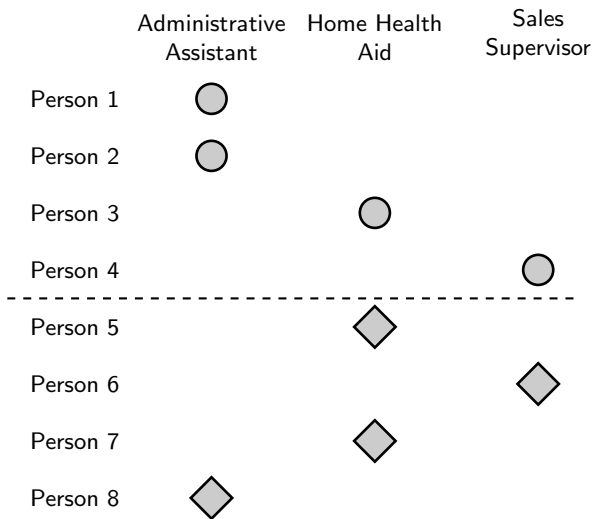 Administrative
Assistant
Home Health
Aid
Sales
Supervisor
Person 1
Person 2
Person 3
Person 4
Person 5
Person 6
Person 7
Person 8